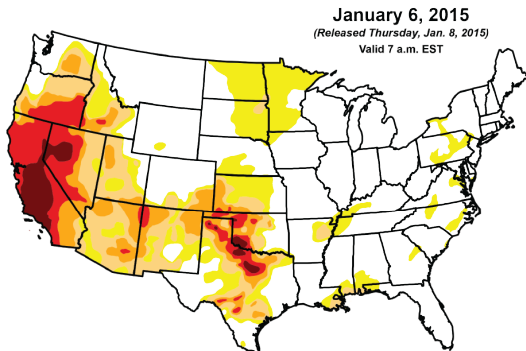 January 6, 2015
(Released Thursday, Jan. 8, 2015)
Valid 7 a.m. EST